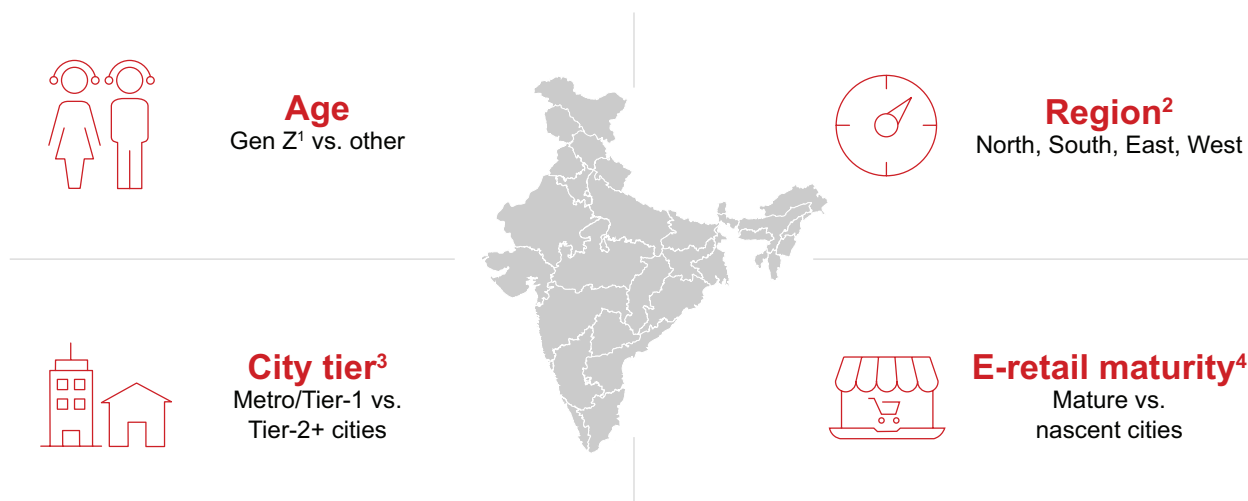 Age
Gen Z¹ vs. other
Region²
North, South, East, West
City tier³
Metro/Tier-1 vs.
Tier-2+ cities
E-retail maturity⁴
Mature vs.
nascent cities